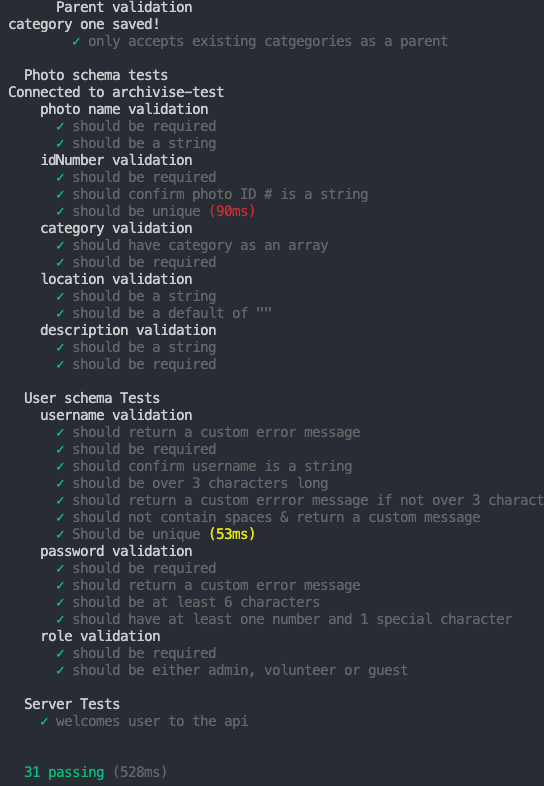 Parent validation
category one saved!
✓ only accepts existing catgegories as a parent
Photo schema tests
Connected to archivise-test
photo name validation
✓ should be required
✓ should be a string
idNumber validation
✓ should be required
✓ should confirm photo ID # is a string
✓ should be unique (90ms)
category validation
✓ should have category as an array
✓ should be required
location validation
✓ should be a string
✓ should be a default of ""
description validation
✓ should be a string
✓ should be required
User schema Tests
username validation
✓ should return a custom error message
✓ should be required
✓ should confirm username is a string
✓ should be over 3 characters long
✓ should return a custom errror message if not over 3 charact
✓ should not contain spaces & return a custom message
✓ Should be unique (53ms)
password validation
✓ should be required
✓ should return a custom error message
✓ should be at least 6 characters
✓ should have at least one number and 1 special character
role validation
✓ should be required
✓ should be either admin, volunteer or guest
Server Tests
✓ welcomes user to the api
31 passing (528ms)